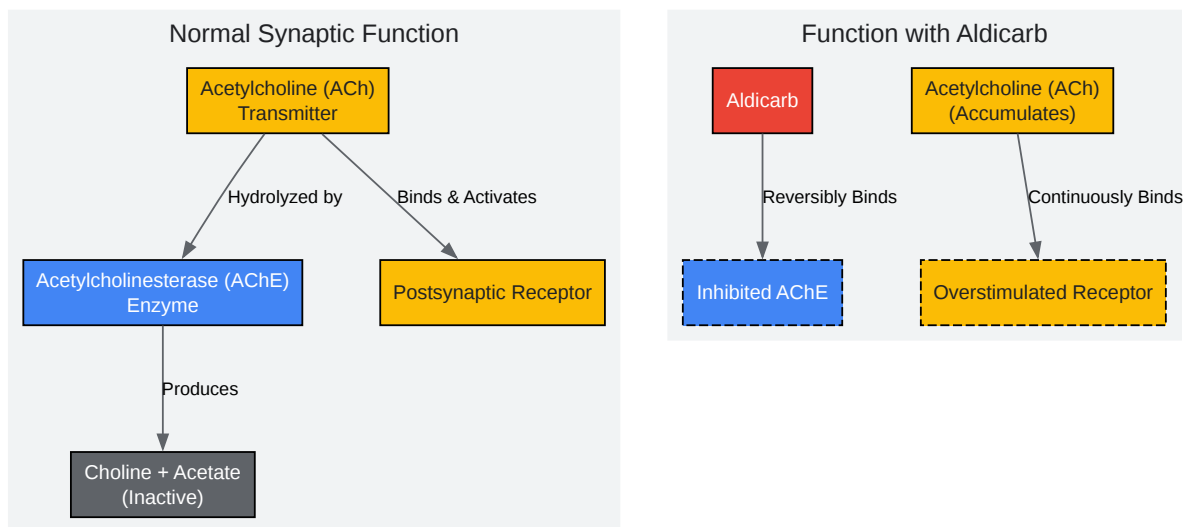 Normal Synaptic Function
Acetylcholine (ACh)
Transmitter
Hydrolyzed by
Binds & Activates
Acetylcholinesterase (AChE)
Enzyme
Postsynaptic Receptor
Produces
Choline + Acetate
(Inactive)
Function with Aldicarb
Aldicarb
Acetylcholine (ACh)
(Accumulates)
Reversibly Binds
Continuously Binds
Inhibited AChE
Overstimulated Receptor